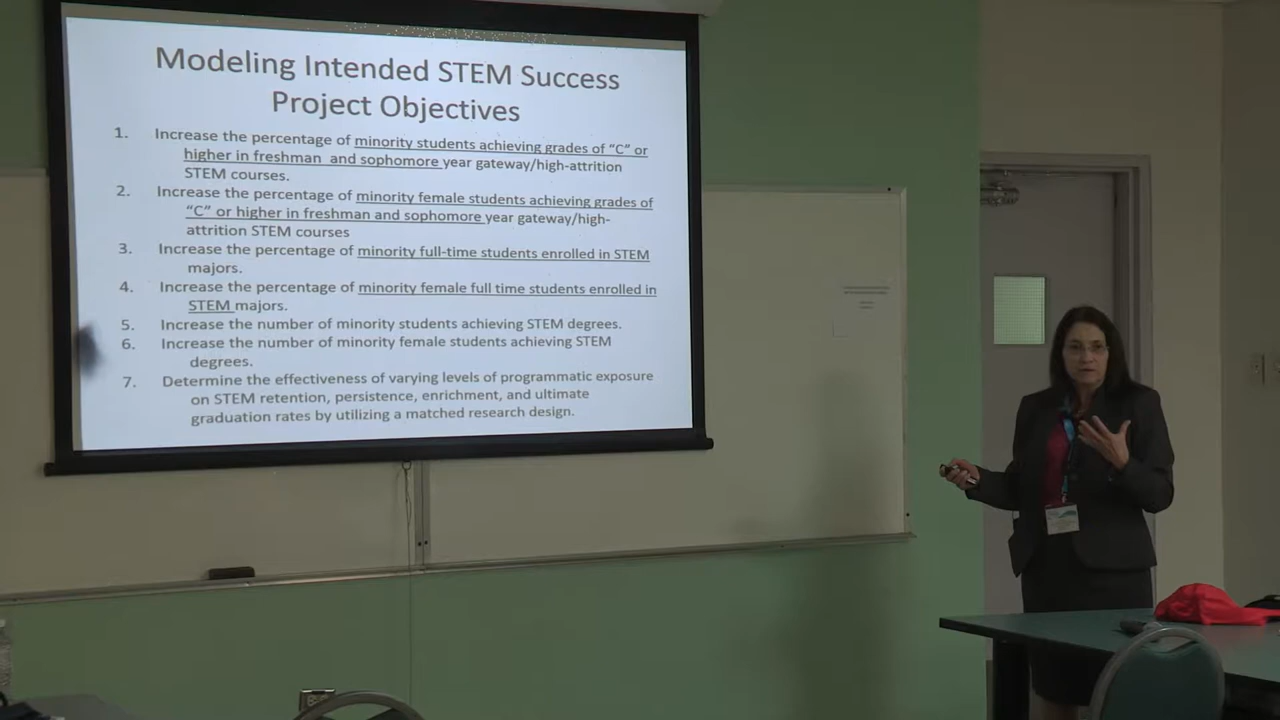 Modeling Intended STEM Success
Project Objectives
1. Increase the percentage of minority students achieving grades of “C” or
higher in freshman and sophomore year gateway/high-attrition
STEM courses.
2. Increase the percentage of minority female students achieving grades of
“C” or higher in freshman and sophomore year gateway/high-
attrition STEM courses
3. Increase the percentage of minority full-time students enrolled in STEM
majors.
4. Increase the percentage of minority female full time students enrolled in
STEM majors.
5. Increase the number of minority students achieving STEM degrees.
6. Increase the number of minority female students achieving STEM
degrees.
7. Determine the effectiveness of varying levels of programmatic exposure
on STEM retention, persistence, enrichment, and ultimate
graduation rates by utilizing a matched research design.